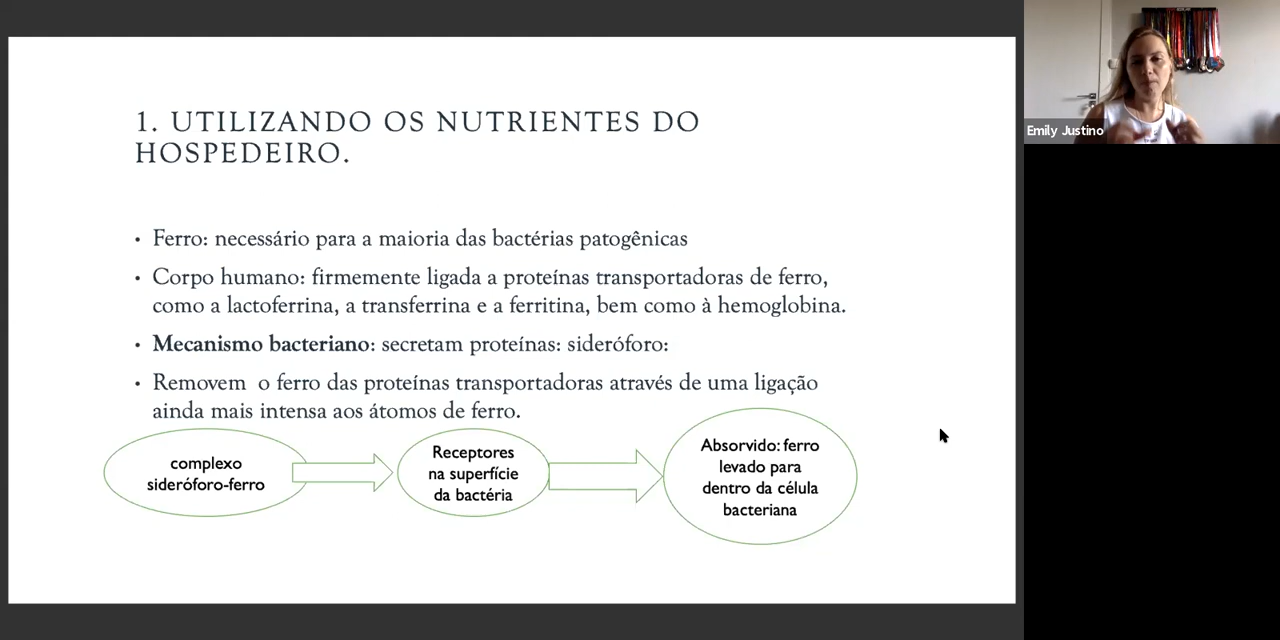 1. UTILIZANDO OS NUTRIENTES DO
HOSPEDEIRO.
• Ferro: necessário para a maioria das bactérias patogênicas
• Corpo humano: firmemente ligada a proteínas transportadoras de ferro,
como a lactoferrina, a transferrina e a ferritina, bem como à hemoglobina.
• Mecanismo bacteriano: secretam proteínas: sideróforo:
• Removem o ferro das proteínas transportadoras através de uma ligação
ainda mais intensa aos átomos de ferro.
complexo
sideróforo-ferro
Receptores
na superfície
da bactéria
Absorvido: ferro
levado para
dentro da célula
bacteriana
Emily Justino